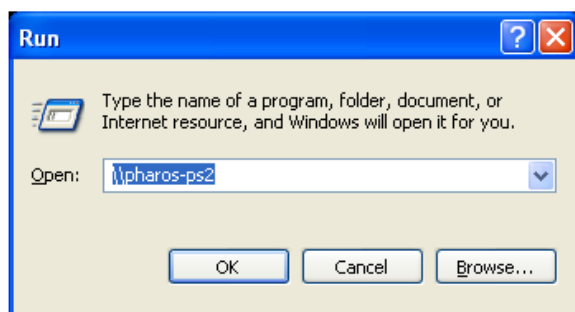 Run
Type the name of a program, folder, document, or
Internet resource, and Windows will open it for you.
Open: \\pharos-ps2
OK Cancel Browse...